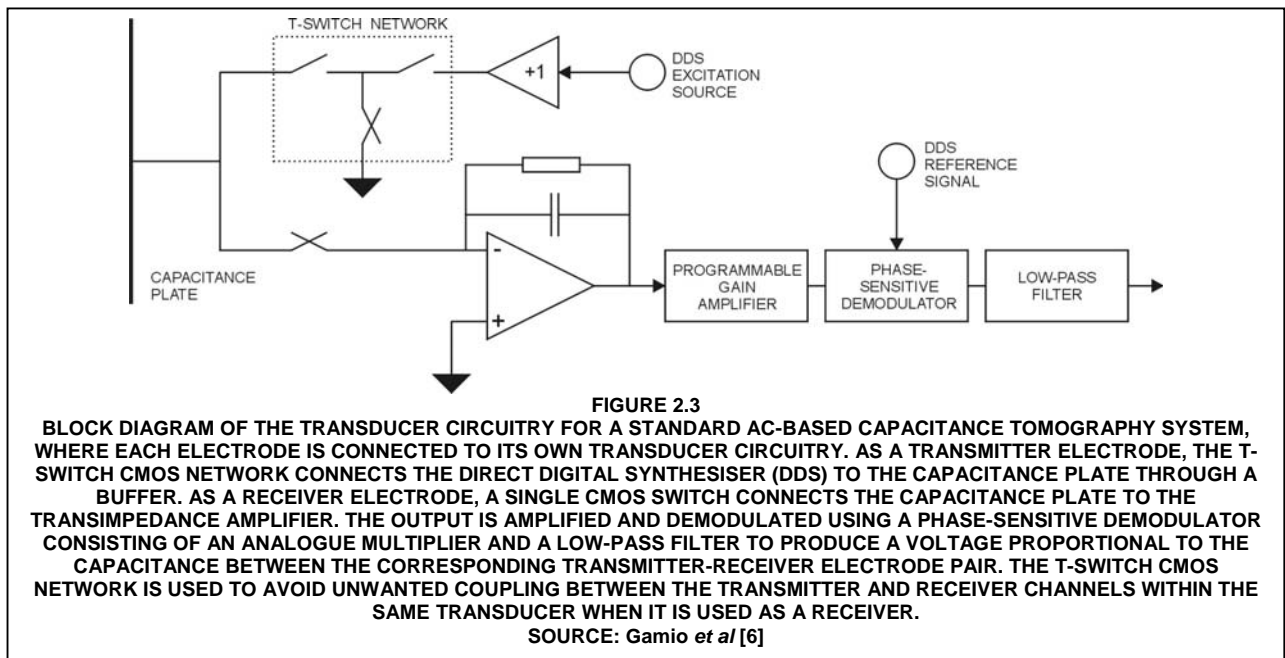 T-SWITCH NETWORK
+1
DDS
EXCITATION
SOURCE
DDS
REFERENCE
SIGNAL
CAPACITANCE
PLATE
-
+
PROGRAMMABLE
GAIN
AMPLIFIER
PHASE-
SENSITIVE
DEMODULATOR
LOW-PASS
FILTER
FIGURE 2.3
BLOCK DIAGRAM OF THE TRANSDUCER CIRCUITRY FOR A STANDARD AC-BASED CAPACITANCE TOMOGRAPHY SYSTEM,
WHERE EACH ELECTRODE IS CONNECTED TO ITS OWN TRANSDUCER CIRCUITRY. AS A TRANSMITTER ELECTRODE, THE T-
SWITCH CMOS NETWORK CONNECTS THE DIRECT DIGITAL SYNTHESISER (DDS) TO THE CAPACITANCE PLATE THROUGH A
BUFFER. AS A RECEIVER ELECTRODE, A SINGLE CMOS SWITCH CONNECTS THE CAPACITANCE PLATE TO THE
TRANSIMPEDANCE AMPLIFIER. THE OUTPUT IS AMPLIFIED AND DEMODULATED USING A PHASE-SENSITIVE DEMODULATOR
CONSISTING OF AN ANALOGUE MULTIPLIER AND A LOW-PASS FILTER TO PRODUCE A VOLTAGE PROPORTIONAL TO THE
CAPACITANCE BETWEEN THE CORRESPONDING TRANSMITTER-RECEIVER ELECTRODE PAIR. THE T-SWITCH CMOS
NETWORK IS USED TO AVOID UNWANTED COUPLING BETWEEN THE TRANSMITTER AND RECEIVER CHANNELS WITHIN THE
SAME TRANSDUCER WHEN IT IS USED AS A RECEIVER.
SOURCE: Gamio et al [6]